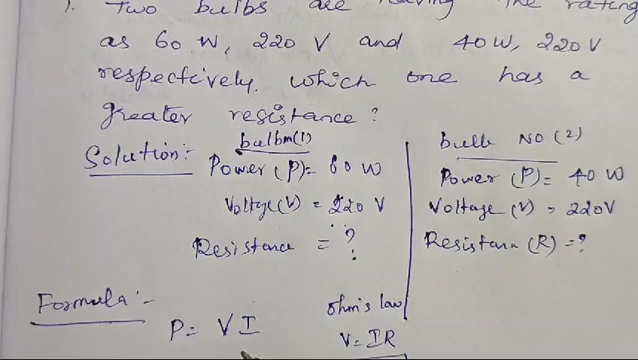 1. Two bulbs are having the rating
as 60 W, 220 V and 40 W, 220 V
respectively. Which one has a
greater resistance?
Solution:
bulb no (1)
Power (P) = 60 W
Voltage (V) = 220 V
Resistance = ?
bulb NO (2)
Power (P) = 40 W
Voltage (V) = 220V
Resistance (R) = ?
Formula:-
P = V I
ohm's law
V = IR